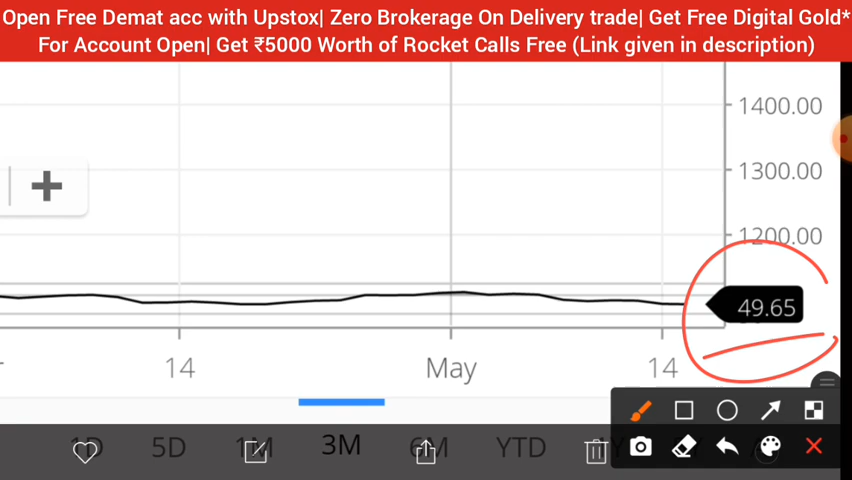 Open Free Demat acc with Upstox| Zero Brokerage On Delivery trade| Get Free Digital Gold*
For Account Open| Get ₹5000 Worth of Rocket Calls Free (Link given in description)
1400.00
1300.00
1200.00
49.65
14 May 14
1D 5D 1M 3M 6M YTD